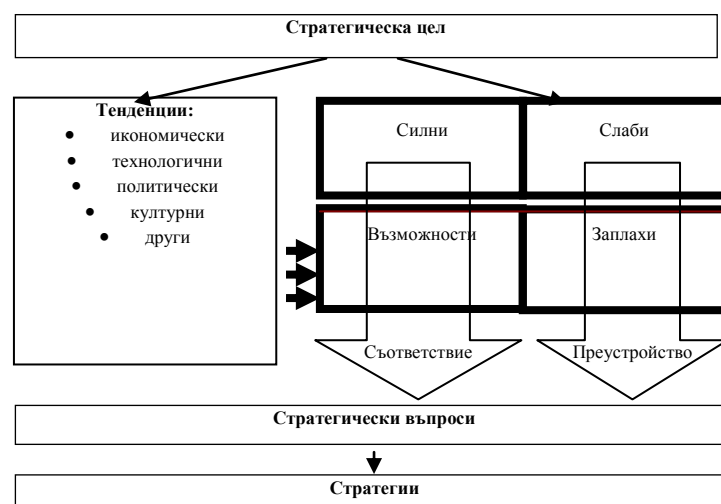 Стратегическа цел
Тенденции:
• икономически
• технологични
• политически
• културни
• други
Силни
Слаби
Възможности
Заплахи
Съответствие
Преустройство
Стратегически въпроси
Стратегии